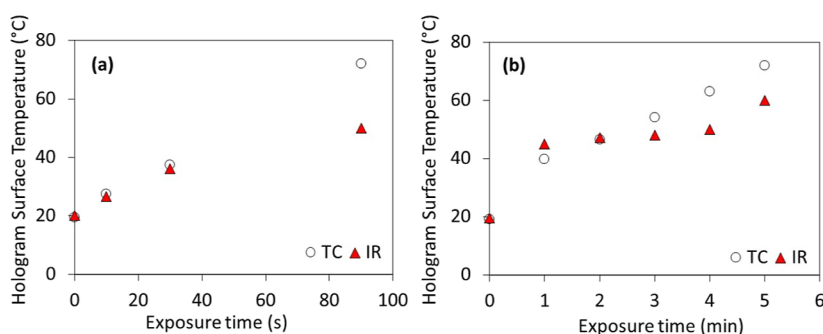 Hologram Surface Temperature (°C)
80
60
40
20
0
(a)
TC IR
0 20 40 60 80 100
Exposure time (s)
Hologram Surface Temperature (°C)
80
60
40
20
0
(b)
TC IR
0 1 2 3 4 5 6
Exposure time (min)